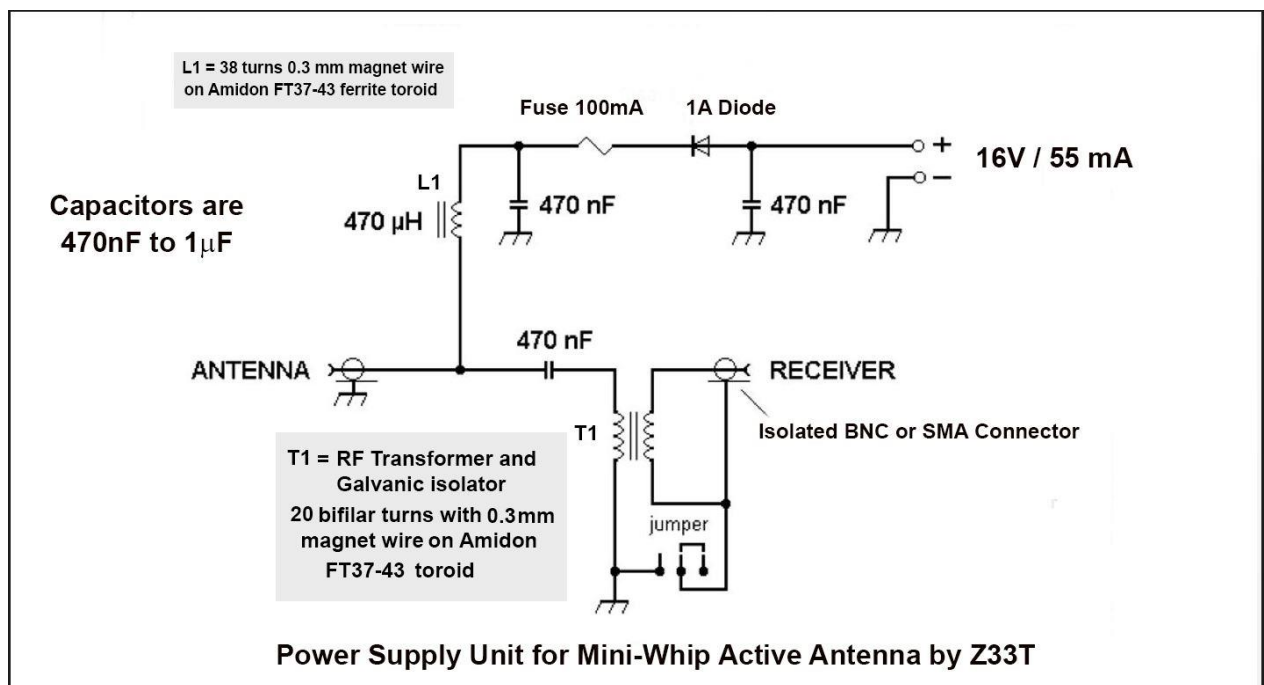 L1 = 38 turns 0.3 mm magnet wire
on Amidon FT37-43 ferrite toroid
Fuse 100mA
1A Diode
+
−
16V / 55 mA
L1
470 µH
470 nF
470 nF
Capacitors are
470nF to 1µF
470 nF
ANTENNA
RECEIVER
T1
Isolated BNC or SMA Connector
T1 = RF Transformer and
Galvanic isolator
20 bifilar turns with 0.3mm
magnet wire on Amidon
FT37-43 toroid
jumper
Power Supply Unit for Mini-Whip Active Antenna by Z33T